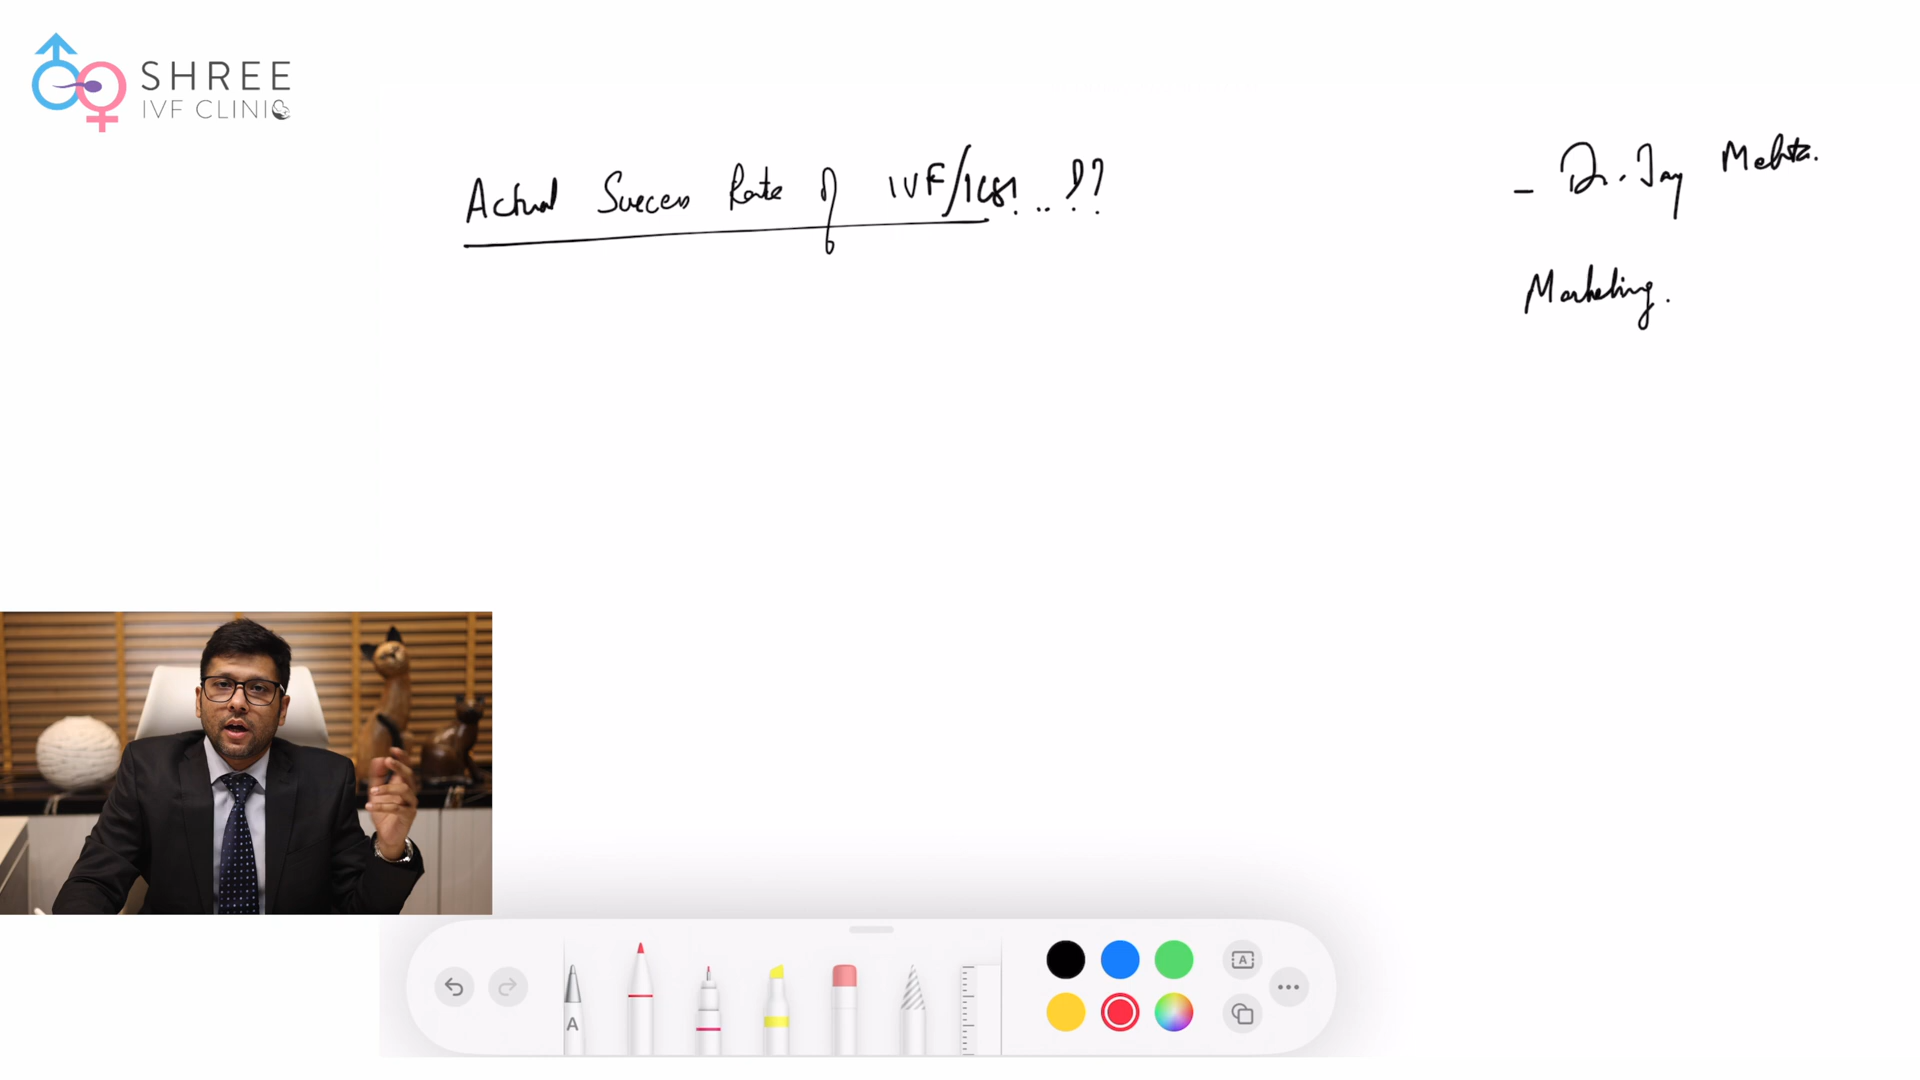 SHREE
IVF CLINIC
Actual Success Rate of IVF/ICSI...!??
- Dr. Jay Mehta.
Marketing.
A
A